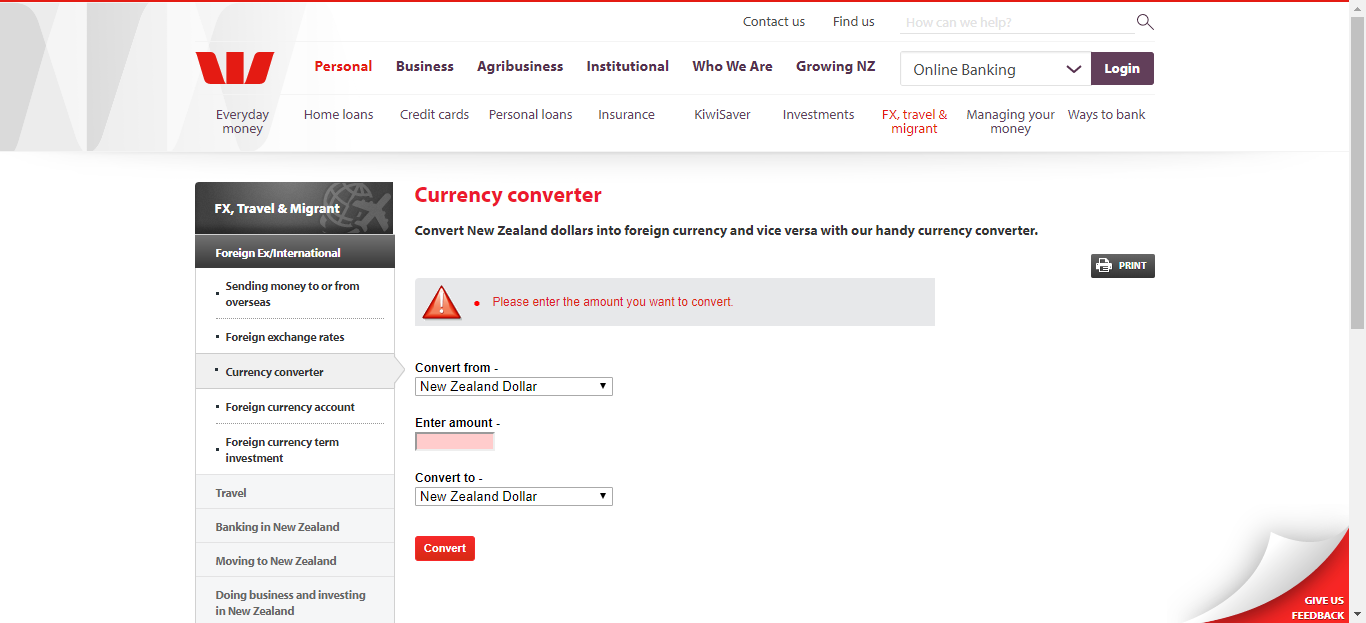 Contact us
Find us
How can we help?
Personal
Business
Agribusiness
Institutional
Who We Are
Growing NZ
Online Banking
Login
Everyday
money
Home loans
Credit cards
Personal loans
Insurance
KiwiSaver
Investments
FX, travel &
migrant
Managing your
money
Ways to bank
FX, Travel & Migrant
Foreign Ex/International
Sending money to or from
overseas
Foreign exchange rates
Currency converter
Foreign currency account
Foreign currency term
investment
Travel
Banking in New Zealand
Moving to New Zealand
Doing business and investing
in New Zealand
Currency converter
Convert New Zealand dollars into foreign currency and vice versa with our handy currency converter.
PRINT
Please enter the amount you want to convert.
Convert from -
New Zealand Dollar
Enter amount -
Convert to -
New Zealand Dollar
Convert
GIVE US
FEEDBACK